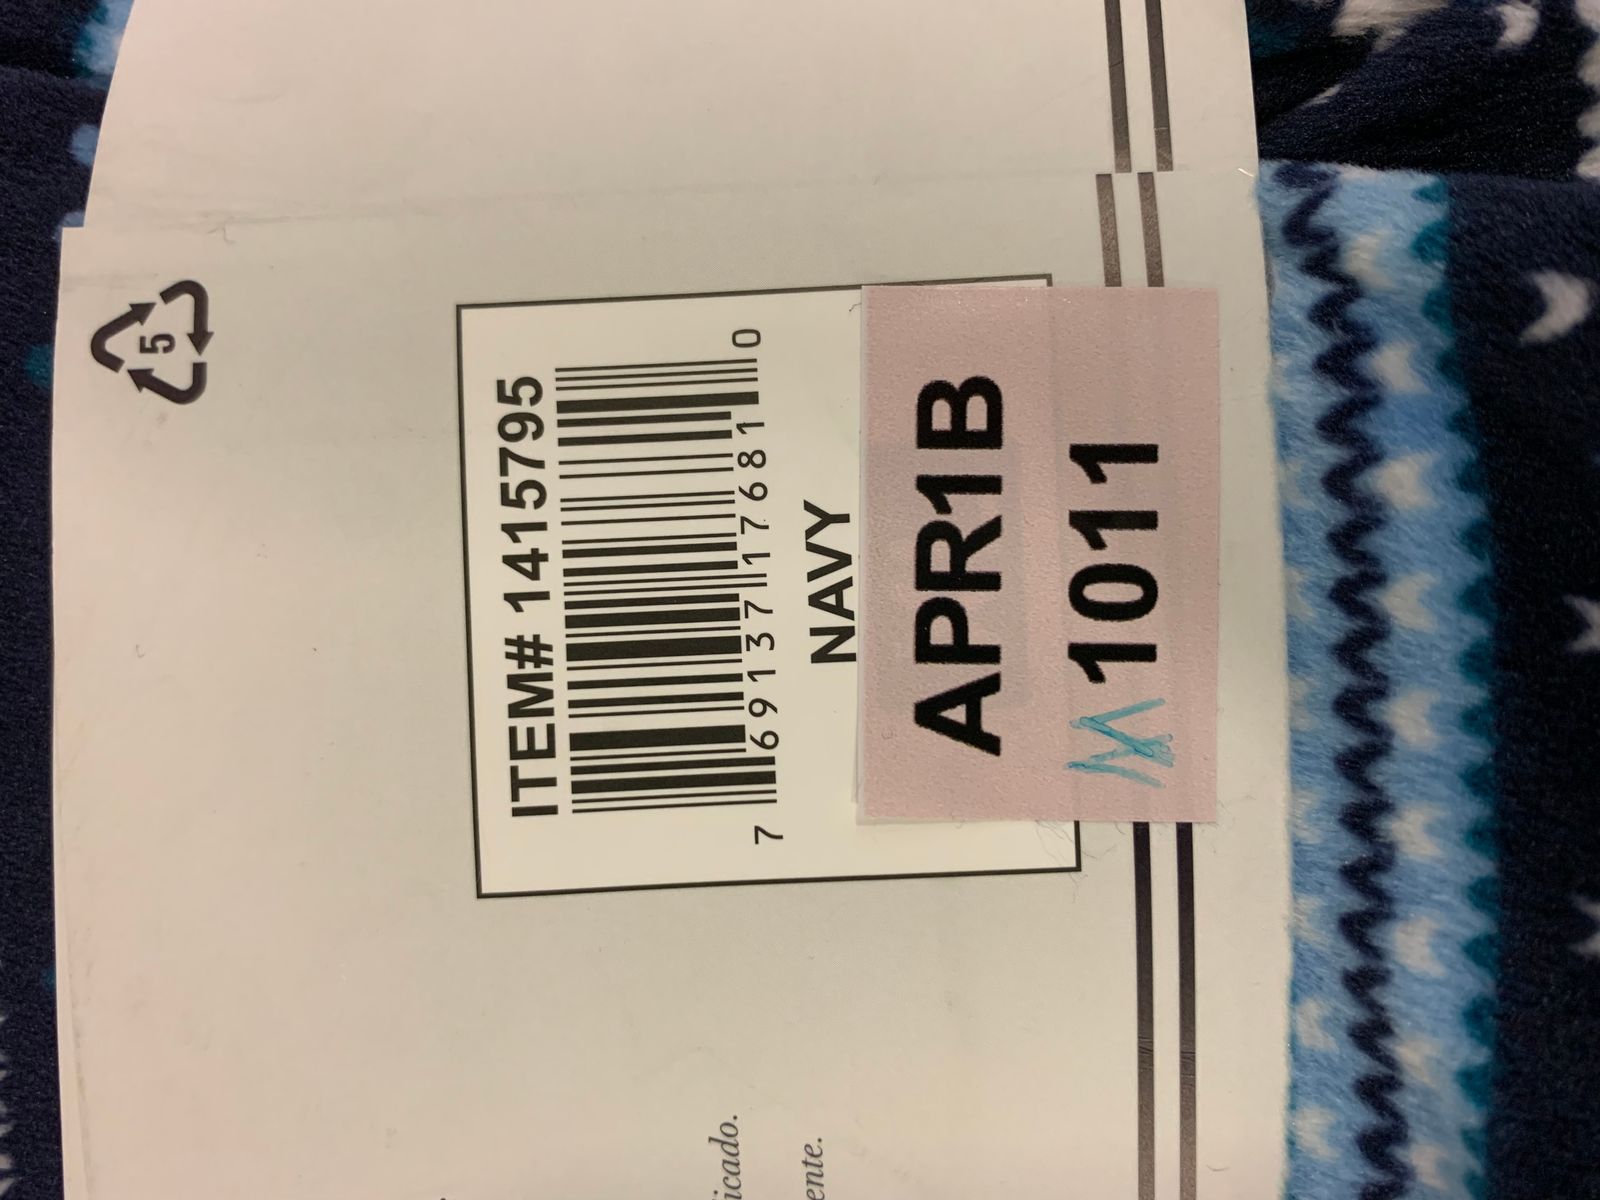 5
ITEM# 1415795
7 69137 17681 0
NAVY
APR1B
M 1011
icado.
ente.